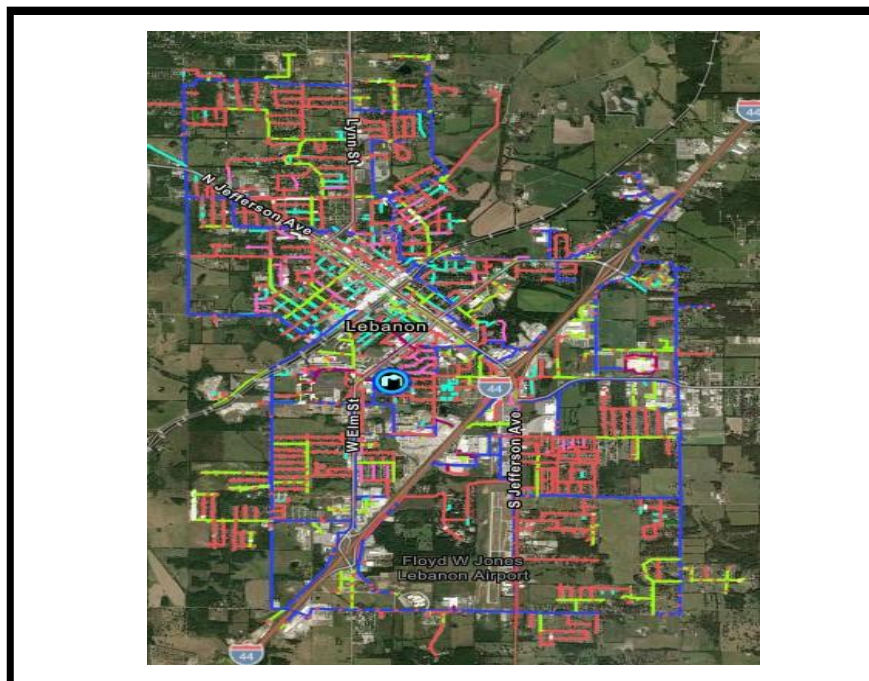 44
Lynn St
N Jefferson Ave
Lebanon
44
W Elm St
S Jefferson Ave
Floyd W Jones
Lebanon Airport
44